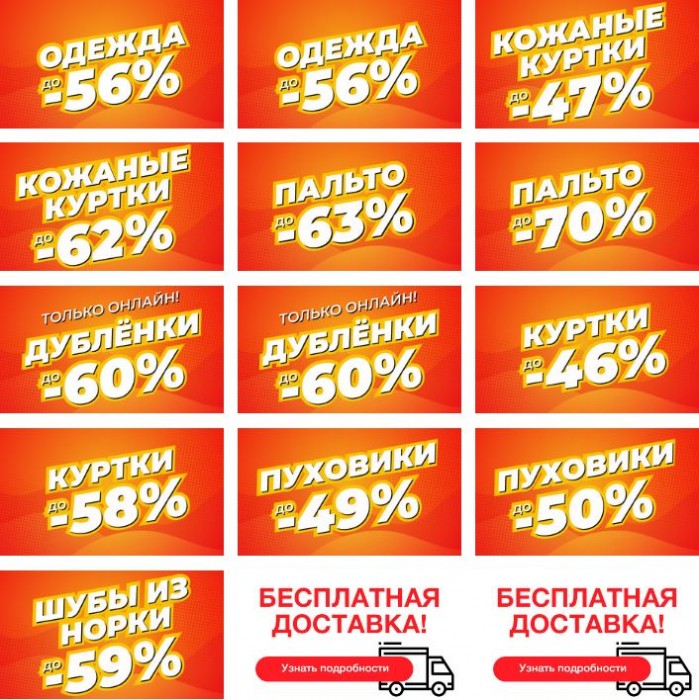 ОДЕЖДА
до -56%
ОДЕЖДА
до -56%
КОЖАНЫЕ
КУРТКИ
до -47%
КОЖАНЫЕ
КУРТКИ
до -62%
ПАЛЬТО
до -63%
ПАЛЬТО
до -70%
ТОЛЬКО ОНЛАЙН!
ДУБЛЁНКИ
до -60%
ТОЛЬКО ОНЛАЙН!
ДУБЛЁНКИ
до -60%
КУРТКИ
до -46%
КУРТКИ
до -58%
ПУХОВИКИ
до -49%
ПУХОВИКИ
до -50%
ШУБЫ ИЗ
НОРКИ
до -59%
БЕСПЛАТНАЯ
ДОСТАВКА!
Узнать подробности
БЕСПЛАТНАЯ
ДОСТАВКА!
Узнать подробности